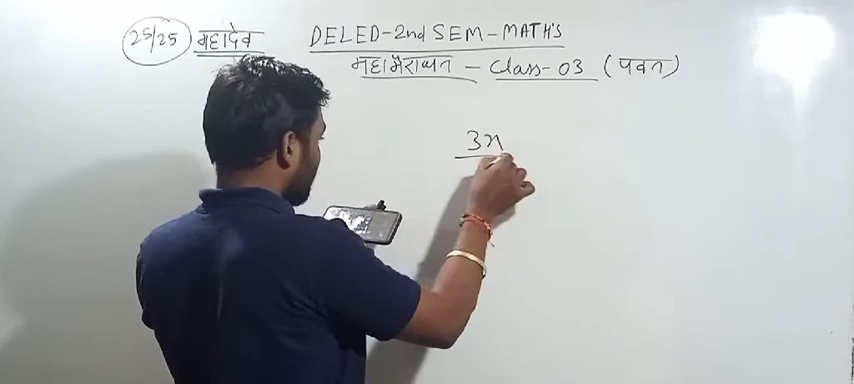 25/25 महादेव DELED-2nd SEM-MATH'S
महामैराथन - Class-03 (पवन)
3x